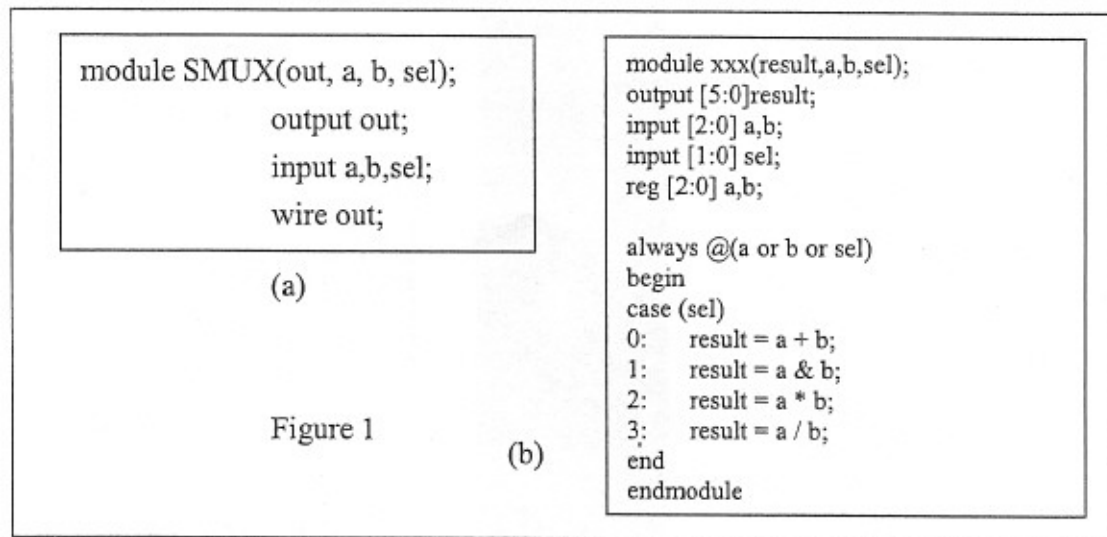 module SMUX(out, a, b, sel);
output out;
input a,b,sel;
wire out;
(a)
Figure 1
(b)
module xxx(result,a,b,sel);
output [5:0]result;
input [2:0] a,b;
input [1:0] sel;
reg [2:0] a,b;
always @(a or b or sel)
begin
case (sel)
0: result = a + b;
1: result = a & b;
2: result = a * b;
3: result = a / b;
end
endmodule